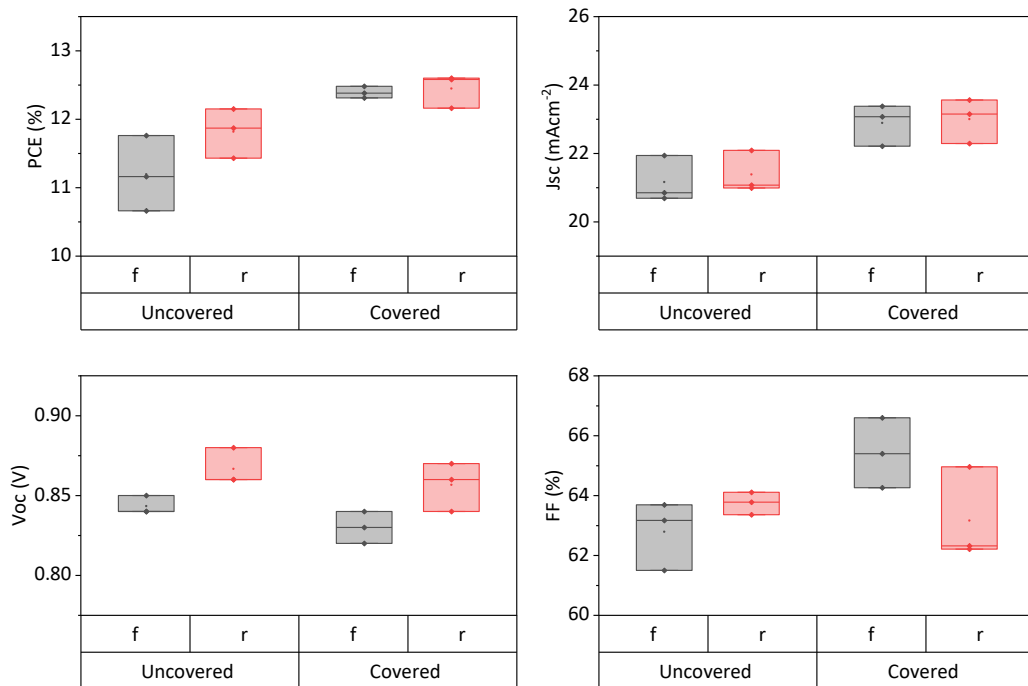 PCE (%)
13
12
11
10
f r f r
Uncovered Covered
Jsc (mAcm⁻²)
26
24
22
20
f r f r
Uncovered Covered
Voc (V)
0.90
0.85
0.80
f r f r
Uncovered Covered
FF (%)
68
66
64
62
60
f r f r
Uncovered Covered